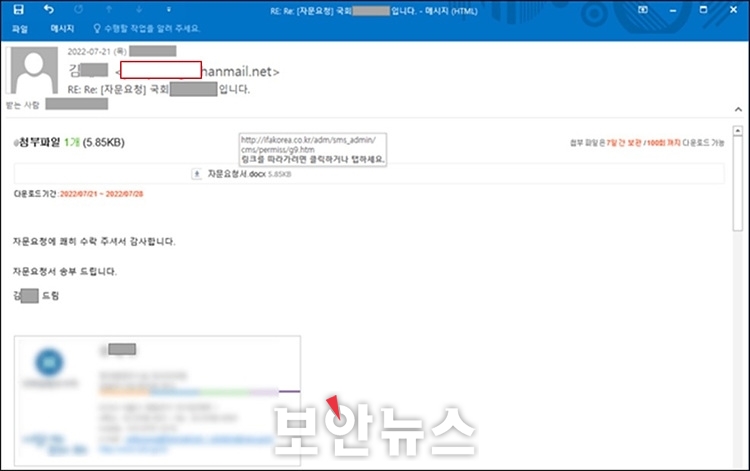 RE: Re: [자문요청] 국회 입니다. - 메시지 (HTML)
파일 메시지 수행할 작업을 알려 주세요.
2022-07-21 (목)
김 < hanmail.net>
RE: Re: [자문요청] 국회 입니다.
받는 사람
첨부파일 1개 (5.85KB)
http://ifakorea.co.kr/adm/sms_admin/
cms/permiss/g9.htm
링크를 따라가려면 클릭하거나 탭하세요.
첨부 파일은 7일간 보관 / 100회 까지 다운로드 가능
자문요청서.docx 5.85KB
다운로드기간: 2022/07/21 ~ 2022/07/28
자문요청에 쾌히 수락 주셔서 감사합니다.
자문요청서 송부 드립니다.
김 드림
보안뉴스